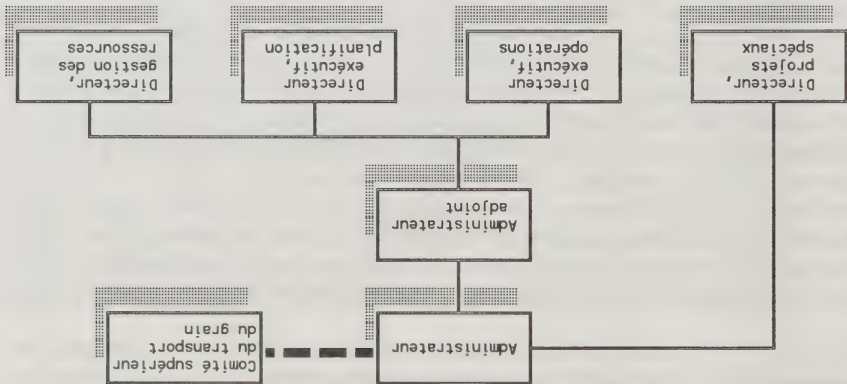 Administrateur
Comité supérieur
du transport
du grain
Administrateur
adjoint
Directeur,
projets
spéciaux
Directeur
exécutif,
opérations
Directeur
exécutif,
planification
Directeur,
gestion des
ressources